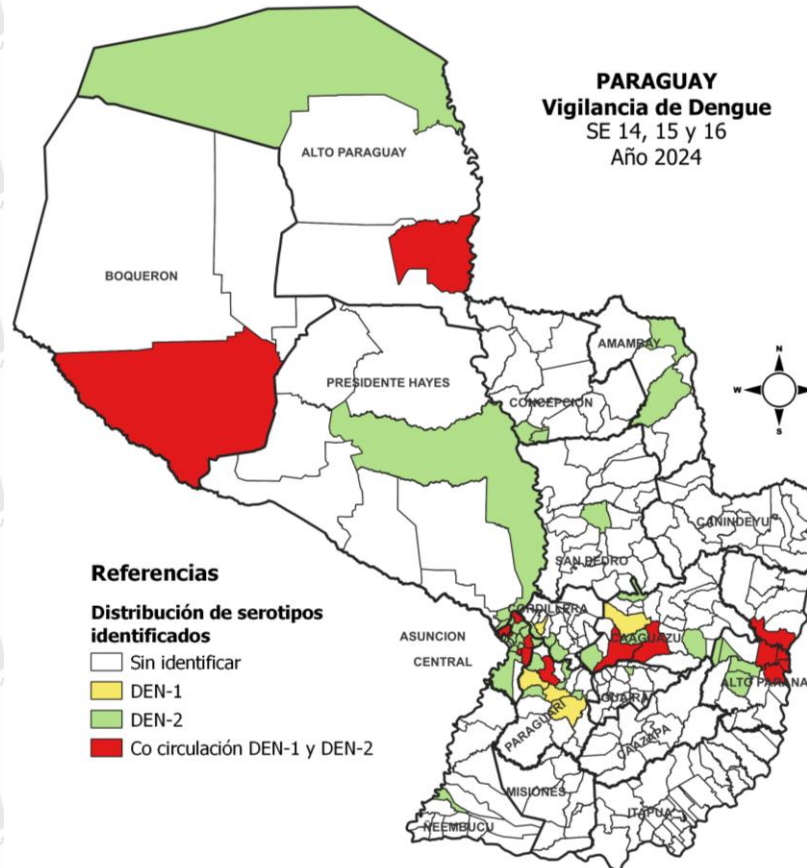 PARAGUAY
Vigilancia de Dengue
SE 14, 15 y 16
Año 2024
ALTO PARAGUAY
BOQUERON
AMAMBAY
PRESIDENTE HAYES
CONCEPCION
N
W
S
CANINDEYU
SAN PEDRO
Referencias
Distribución de serotipos
identificados
Sin identificar
DEN-1
DEN-2
Co circulación DEN-1 y DEN-2
CORDILLERA
ASUNCION
CENTRAL
CAAGUAZU
ALTO PARANA
GUAIRA
PARAGUARI
CAAZAPA
MISIONES
ITAPUA
ÑEEMBUCU